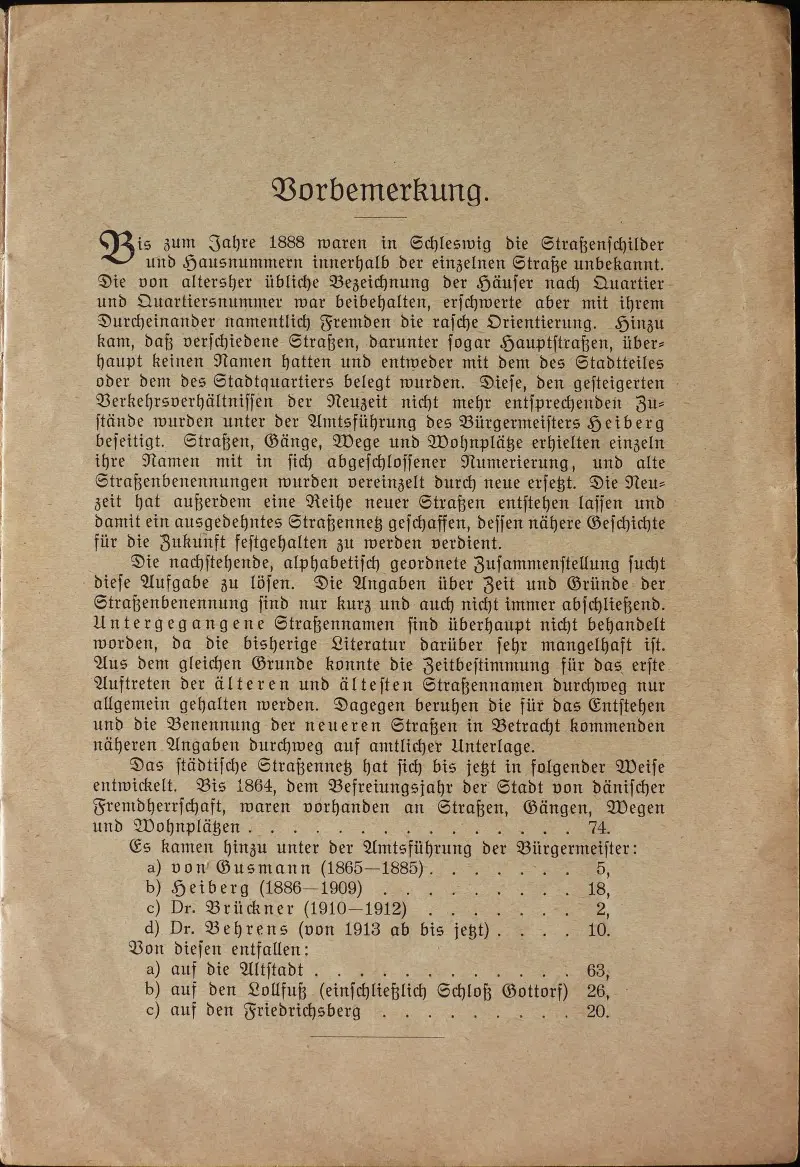 Vorbemerkung.
Bis zum Jahre 1888 waren in Schleswig die Straßenschilder
und Hausnummern innerhalb der einzelnen Straße unbekannt.
Die von altersher übliche Bezeichnung der Häuser nach Quartier
und Quartiersnummer war beibehalten, erschwerte aber mit ihrem
Durcheinander namentlich Fremden die rasche Orientierung. Hinzu
kam, daß verschiedene Straßen, darunter sogar Hauptstraßen, über-
haupt keinen Namen hatten und entweder mit dem des Stadtteiles
oder dem des Stadtquartiers belegt wurden. Diese, den gesteigerten
Verkehrsverhältnissen der Neuzeit nicht mehr entsprechenden Zu-
stände wurden unter der Amtsführung des Bürgermeisters Heiberg
beseitigt. Straßen, Gänge, Wege und Wohnplätze erhielten einzeln
ihre Namen mit in sich abgeschlossener Numerierung, und alte
Straßenbenennungen wurden vereinzelt durch neue ersetzt. Die Neu-
zeit hat außerdem eine Reihe neuer Straßen entstehen lassen und
damit ein ausgedehntes Straßennetz geschaffen, dessen nähere Geschichte
für die Zukunft festgehalten zu werden verdient.
Die nachstehende, alphabetisch geordnete Zusammenstellung sucht
diese Aufgabe zu lösen. Die Angaben über Zeit und Gründe der
Straßenbenennung sind nur kurz und auch nicht immer abschließend.
Untergegangene Straßennamen sind überhaupt nicht behandelt
worden, da die bisherige Literatur darüber sehr mangelhaft ist.
Aus dem gleichen Grunde konnte die Zeitbestimmung für das erste
Auftreten der älteren und ältesten Straßennamen durchweg nur
allgemein gehalten werden. Dagegen beruhen die für das Entstehen
und die Benennung der neueren Straßen in Betracht kommenden
näheren Angaben durchweg auf amtlicher Unterlage.
Das städtische Straßennetz hat sich bis jetzt in folgender Weise
entwickelt. Bis 1864, dem Befreiungsjahr der Stadt von dänischer
Fremdherrschaft, waren vorhanden an Straßen, Gängen, Wegen
und Wohnplätzen . . . . . . . . . . . . . . . . 74.
Es kamen hinzu unter der Amtsführung der Bürgermeister:
a) von Gusmann (1865—1885) . . . . . . . 5,
b) Heiberg (1886—1909) . . . . . . . . . 18,
c) Dr. Brückner (1910—1912) . . . . . . . 2,
d) Dr. Behrens (von 1913 ab bis jetzt) . . . . 10.
Von diesen entfallen:
a) auf die Altstadt . . . . . . . . . . . . 63,
b) auf den Lollfuß (einschließlich Schloß Gottorf) 26,
c) auf den Friedrichsberg . . . . . . . . . 20.